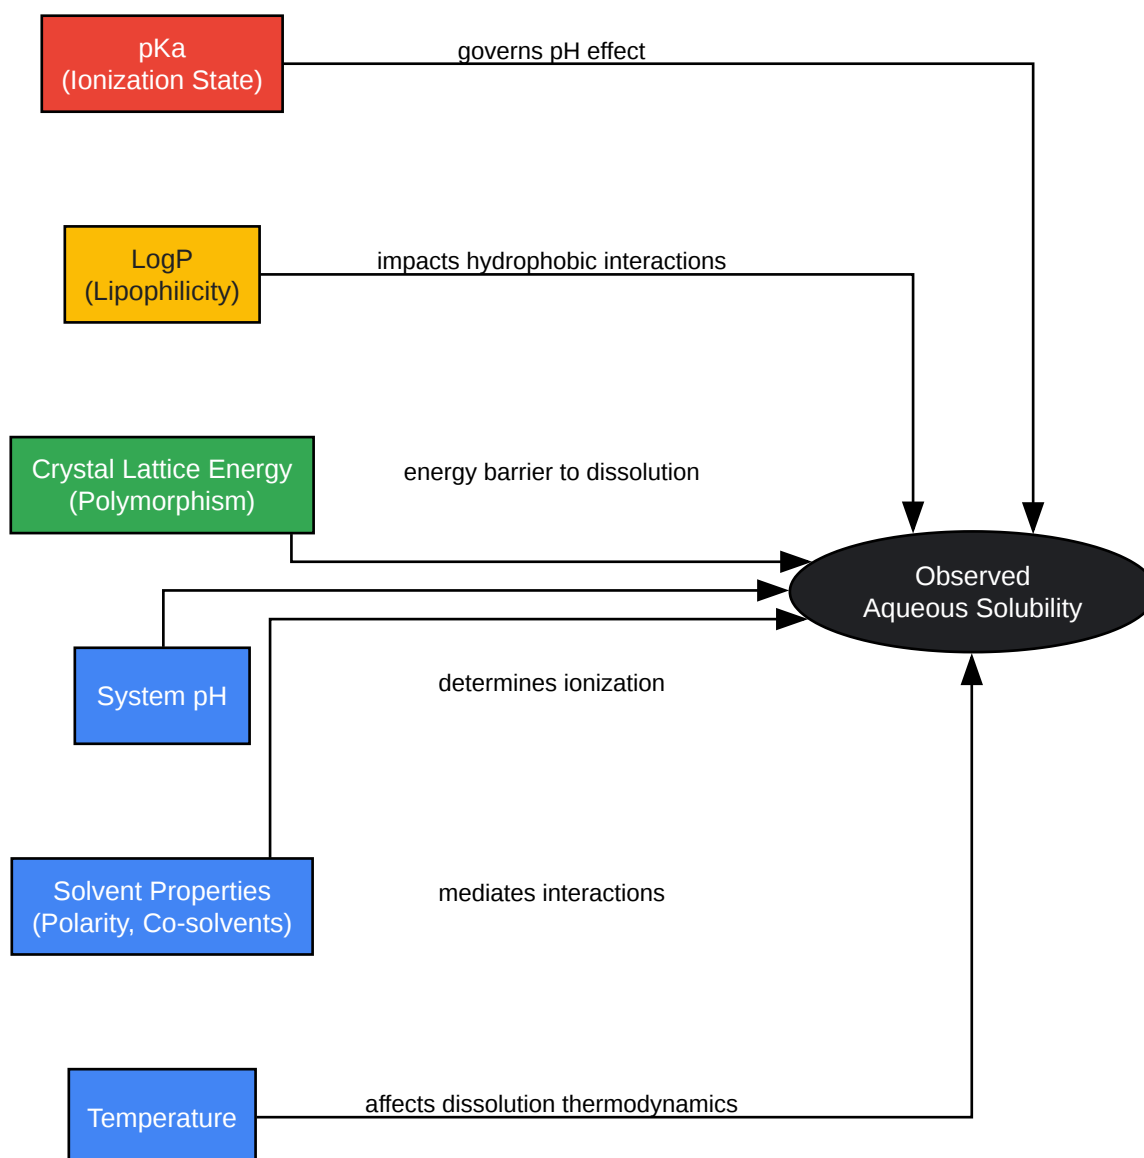 pKa
(Ionization State)
governs pH effect
LogP
(Lipophilicity)
impacts hydrophobic interactions
Crystal Lattice Energy
(Polymorphism)
energy barrier to dissolution
Observed
Aqueous Solubility
System pH
determines ionization
Solvent Properties
(Polarity, Co-solvents)
mediates interactions
Temperature
affects dissolution thermodynamics